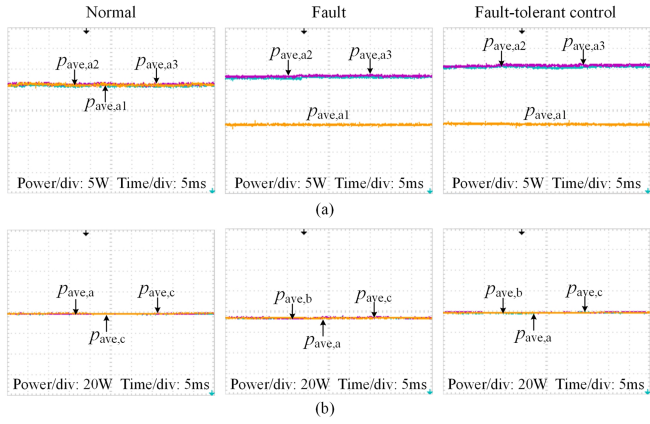 Normal
Fault
Fault-tolerant control
pave,a2 pave,a3
pave,a1
Power/div: 5W Time/div: 5ms
pave,a2 pave,a3
pave,a1
Power/div: 5W Time/div: 5ms
pave,a2 pave,a3
pave,a1
Power/div: 5W Time/div: 5ms
(a)
pave,a pave,c
pave,c
Power/div: 20W Time/div: 5ms
pave,b pave,c
pave,a
Power/div: 20W Time/div: 5ms
pave,b pave,c
pave,a
Power/div: 20W Time/div: 5ms
(b)